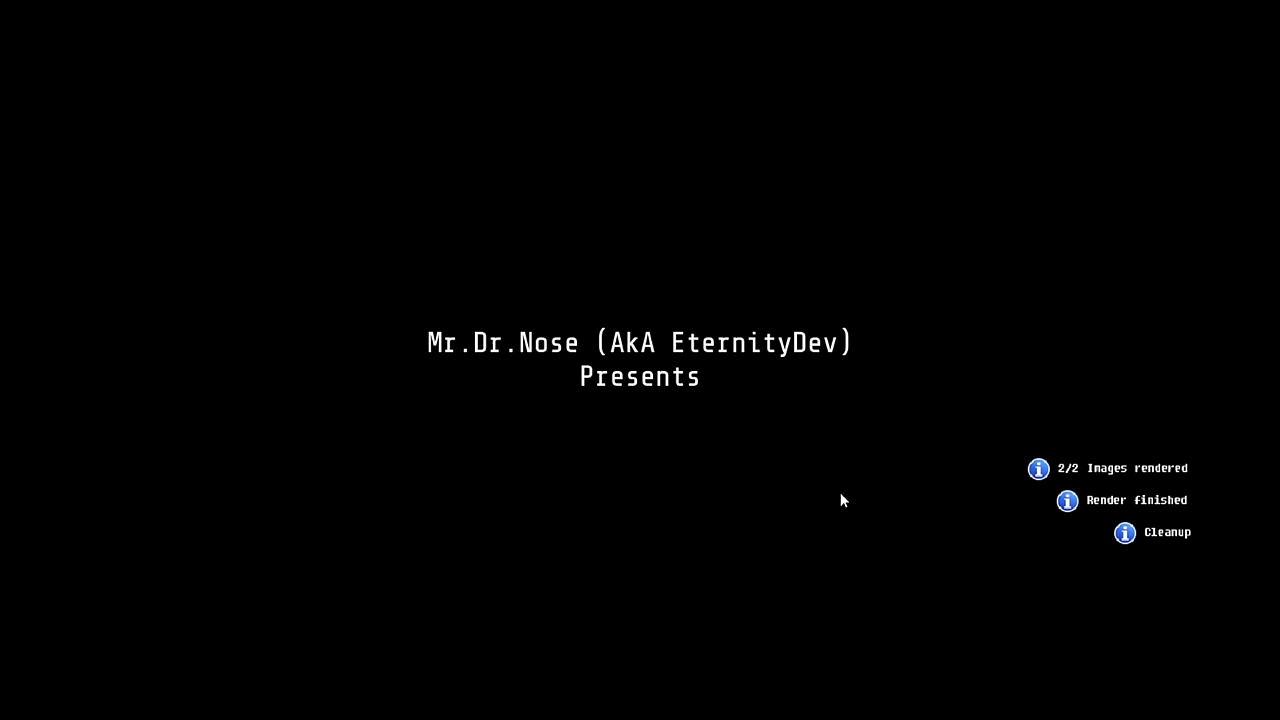 Mr.Dr.Nose (AkA EternityDev)
Presents
2/2 Images rendered
Render finished
Cleanup